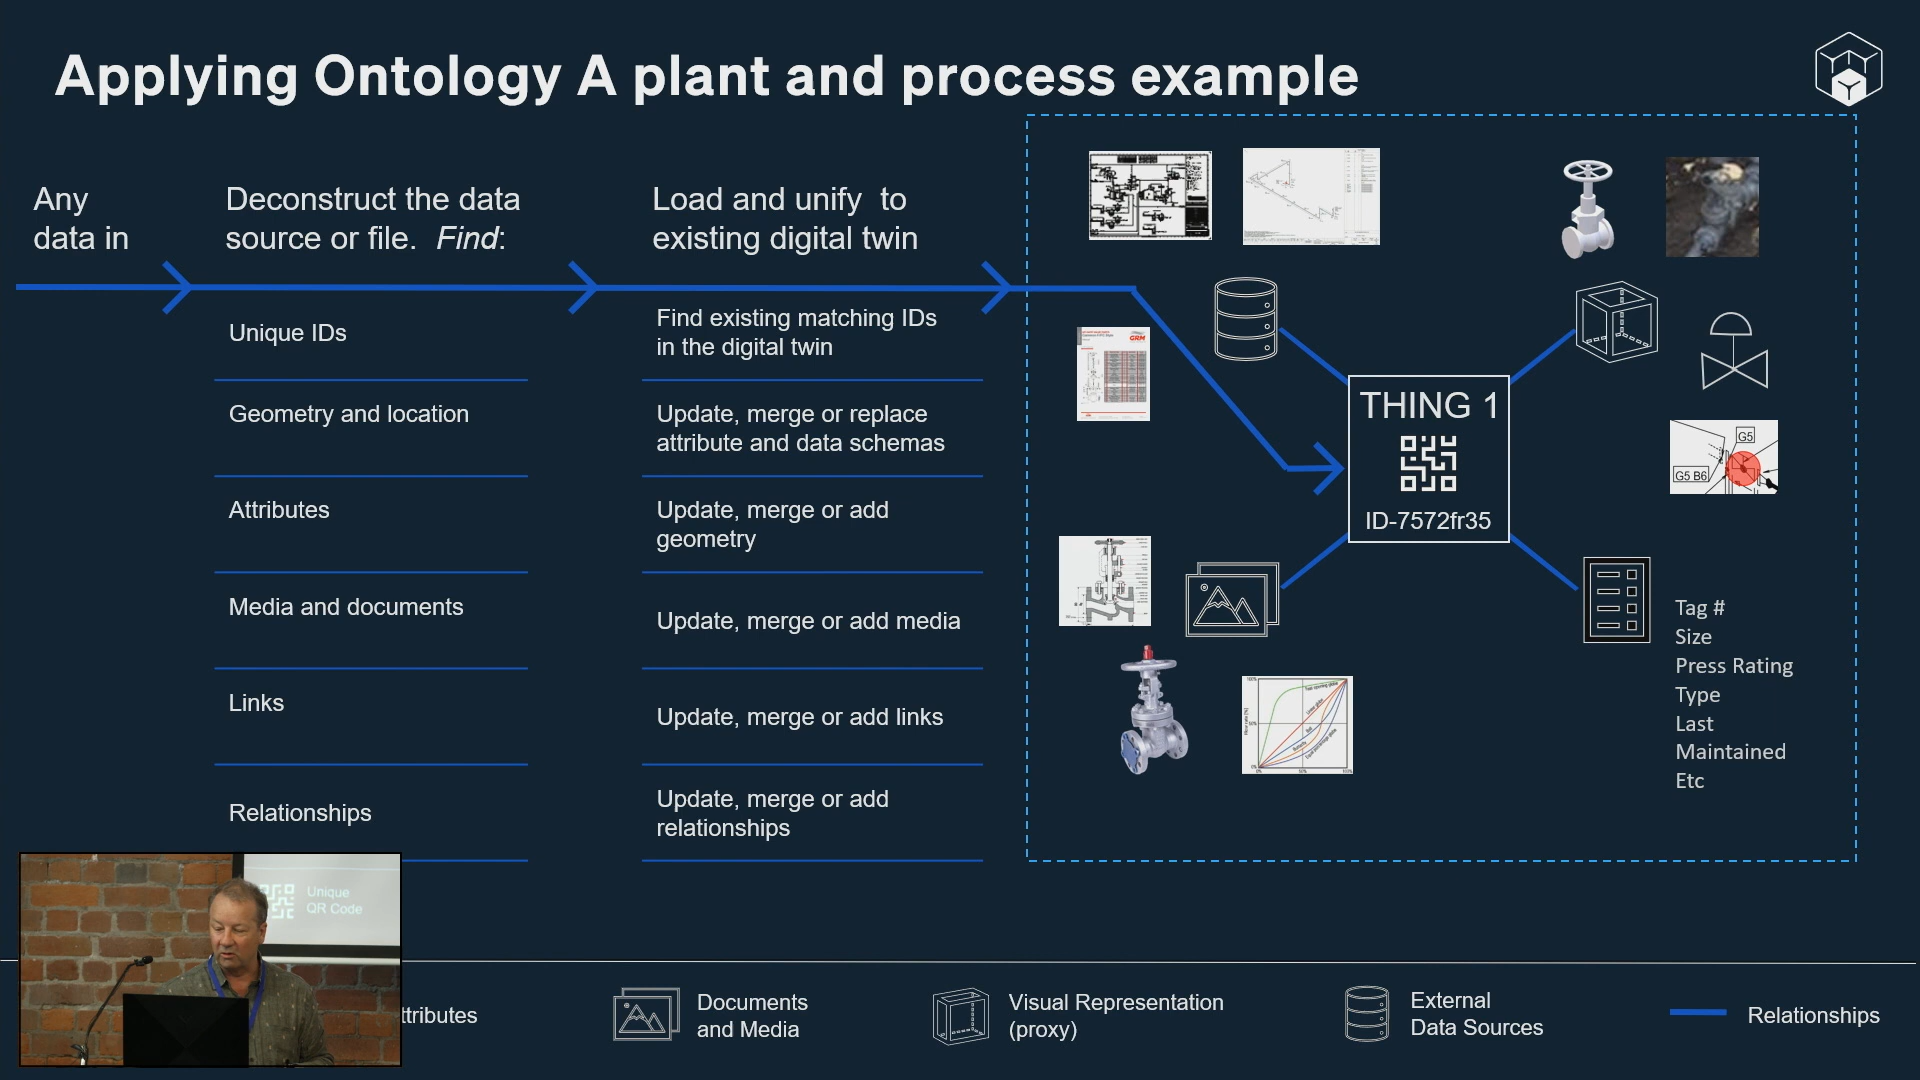 Applying Ontology A plant and process example
Any
data in
Deconstruct the data
source or file.  Find:
Load and unify  to
existing digital twin
Unique IDs
Geometry and location
Attributes
Media and documents
Links
Relationships
Find existing matching IDs
in the digital twin
Update, merge or replace
attribute and data schemas
Update, merge or add
geometry
Update, merge or add media
Update, merge or add links
Update, merge or add
relationships
GRM
THING 1
ID-7572fr35
G5
G5 B6
Tag #
Size
Press Rating
Type
Last
Maintained
Etc
Unique
QR Code
ttributes
Documents
and Media
Visual Representation
(proxy)
External
Data Sources
Relationships